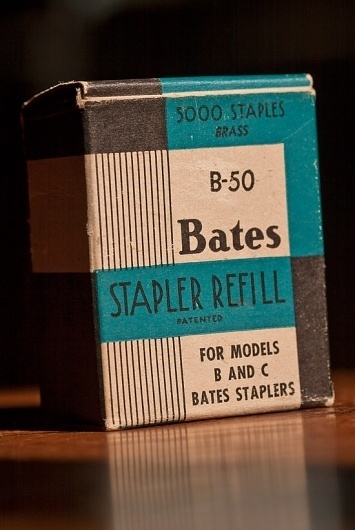 5000 STAPLES
BRASS
B-50
Bates
STAPLER REFILL
PATENTED
FOR MODELS
B AND C
BATES STAPLERS